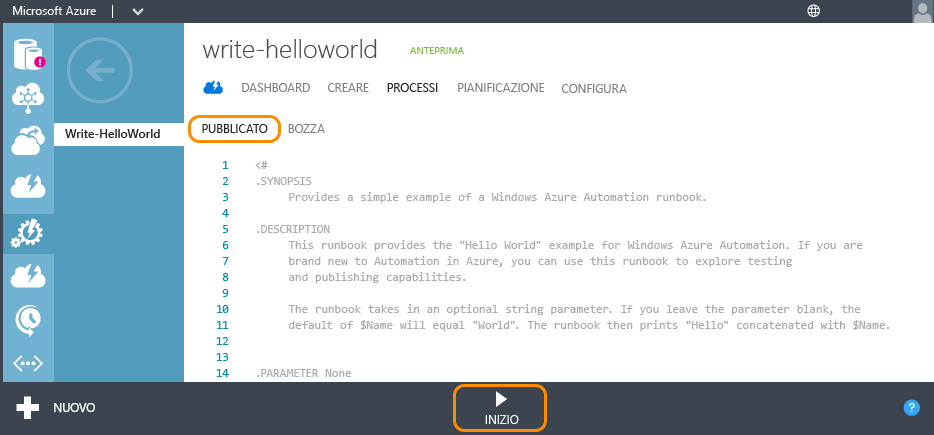 Microsoft Azure
write-helloworld ANTEPRIMA
DASHBOARD CREARE PROCESSI PIANIFICAZIONE CONFIGURA
Write-HelloWorld
PUBBLICATO BOZZA
1 <#
2 .SYNOPSIS
3 Provides a simple example of a Windows Azure Automation runbook.
4
5 .DESCRIPTION
6 This runbook provides the "Hello World" example for Windows Azure Automation. If you are
7 brand new to Automation in Azure, you can use this runbook to explore testing
8 and publishing capabilities.
9
10 The runbook takes in an optional string parameter. If you leave the parameter blank, the
11 default of $Name will equal "World". The runbook then prints "Hello" concatenated with $Name.
12
13
14 .PARAMETER None
NUOVO
INIZIO
?